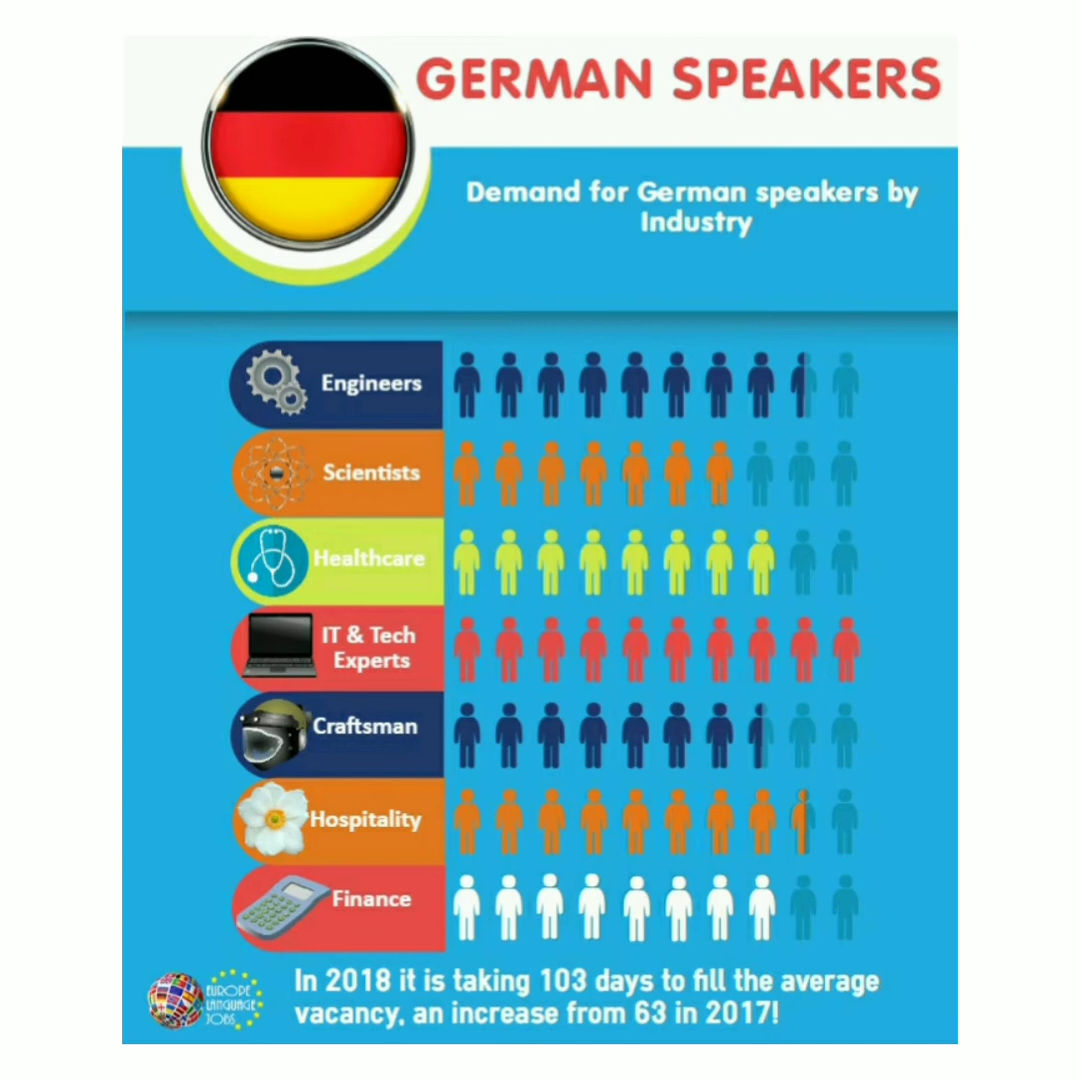 GERMAN SPEAKERS
Demand for German speakers by
Industry
Engineers
Scientists
Healthcare
IT & Tech
Experts
Craftsman
Hospitality
Finance
In 2018 it is taking 103 days to fill the average
vacancy, an increase from 63 in 2017!
EUROPE
LANGUAGE
JOBS